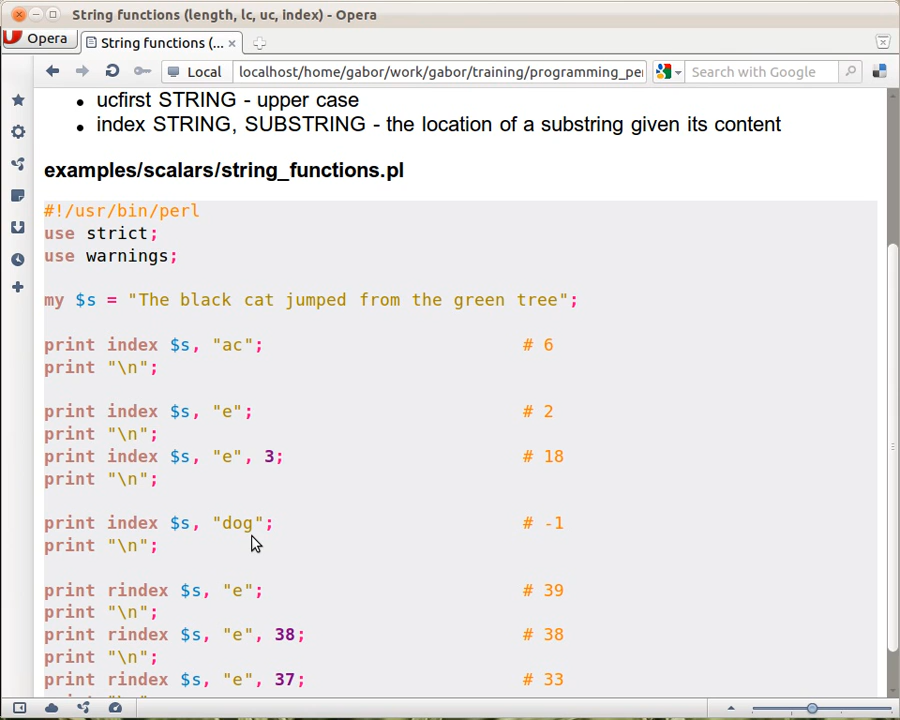 String functions (length, lc, uc, index) - Opera
Opera
String functions (...
Local
localhost/home/gabor/work/gabor/training/programming_per
Search with Google
ucfirst STRING - upper case
index STRING, SUBSTRING - the location of a substring given its content
examples/scalars/string_functions.pl
#!/usr/bin/perl
use strict;
use warnings;
my $s = "The black cat jumped from the green tree";
print index $s, "ac"; # 6
print "\n";
print index $s, "e"; # 2
print "\n";
print index $s, "e", 3; # 18
print "\n";
print index $s, "dog"; # -1
print "\n";
print rindex $s, "e"; # 39
print "\n";
print rindex $s, "e", 38; # 38
print "\n";
print rindex $s, "e", 37; # 33